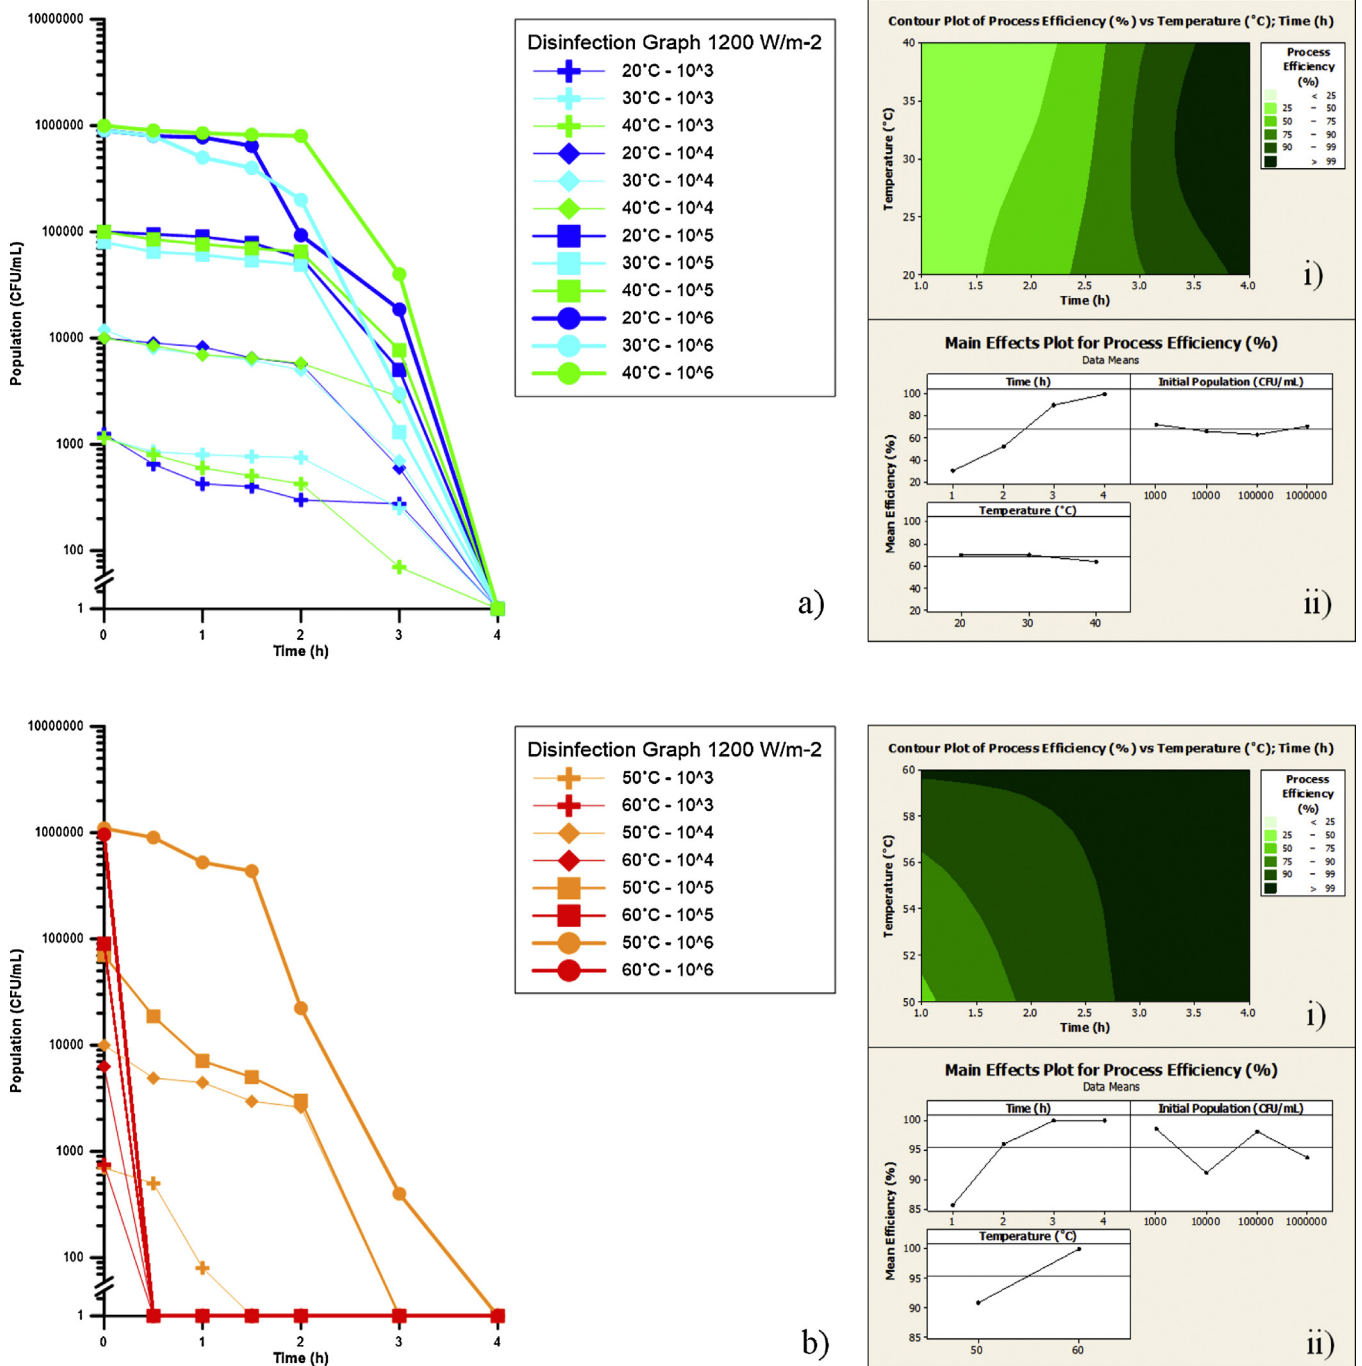 10000000
1000000
100000
10000
1000
100
1
Population (CFU/mL)
0 1 2 3 4
Time (h)
Disinfection Graph 1200 W/m-2
20°C - 10^3
30°C - 10^3
40°C - 10^3
20°C - 10^4
30°C - 10^4
40°C - 10^4
20°C - 10^5
30°C - 10^5
40°C - 10^5
20°C - 10^6
30°C - 10^6
40°C - 10^6
a)
Contour Plot of Process Efficiency (%) vs Temperature (°C); Time (h)
40
35
30
25
20
Temperature (°C)
1.0 1.5 2.0 2.5 3.0 3.5 4.0
Time (h)
Process
Efficiency
(%)
< 25
25 – 50
50 – 75
75 – 90
90 – 99
> 99
i)
Main Effects Plot for Process Efficiency (%)
Data Means
Time (h) Initial Population (CFU/mL)
100
80
60
40
20
1 2 3 4 1000 10000 100000 1000000
Mean Efficiency (%)
Temperature (°C)
100
80
60
40
20
20 30 40
ii)
10000000
1000000
100000
10000
1000
100
1
Population (CFU/mL)
0 1 2 3 4
Time (h)
Disinfection Graph 1200 W/m-2
50°C - 10^3
60°C - 10^3
50°C - 10^4
60°C - 10^4
50°C - 10^5
60°C - 10^5
50°C - 10^6
60°C - 10^6
b)
Contour Plot of Process Efficiency (%) vs Temperature (°C); Time (h)
60
58
56
54
52
50
Temperature (°C)
1.0 1.5 2.0 2.5 3.0 3.5 4.0
Time (h)
Process
Efficiency
(%)
< 25
25 – 50
50 – 75
75 – 90
90 – 99
> 99
i)
Main Effects Plot for Process Efficiency (%)
Data Means
Time (h) Initial Population (CFU/mL)
100
95
90
85
1 2 3 4 1000 10000 100000 1000000
Mean Efficiency (%)
Temperature (°C)
100
95
90
85
50 60
ii)